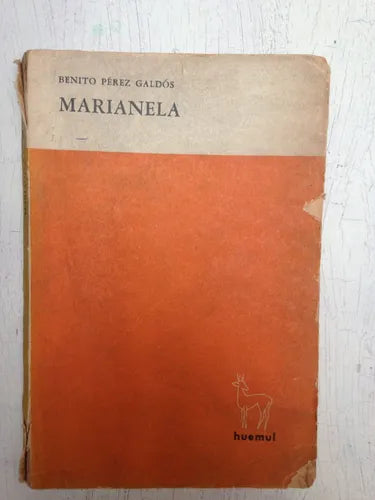 BENITO PÉREZ GALDÓS
MARIANELA
huemul